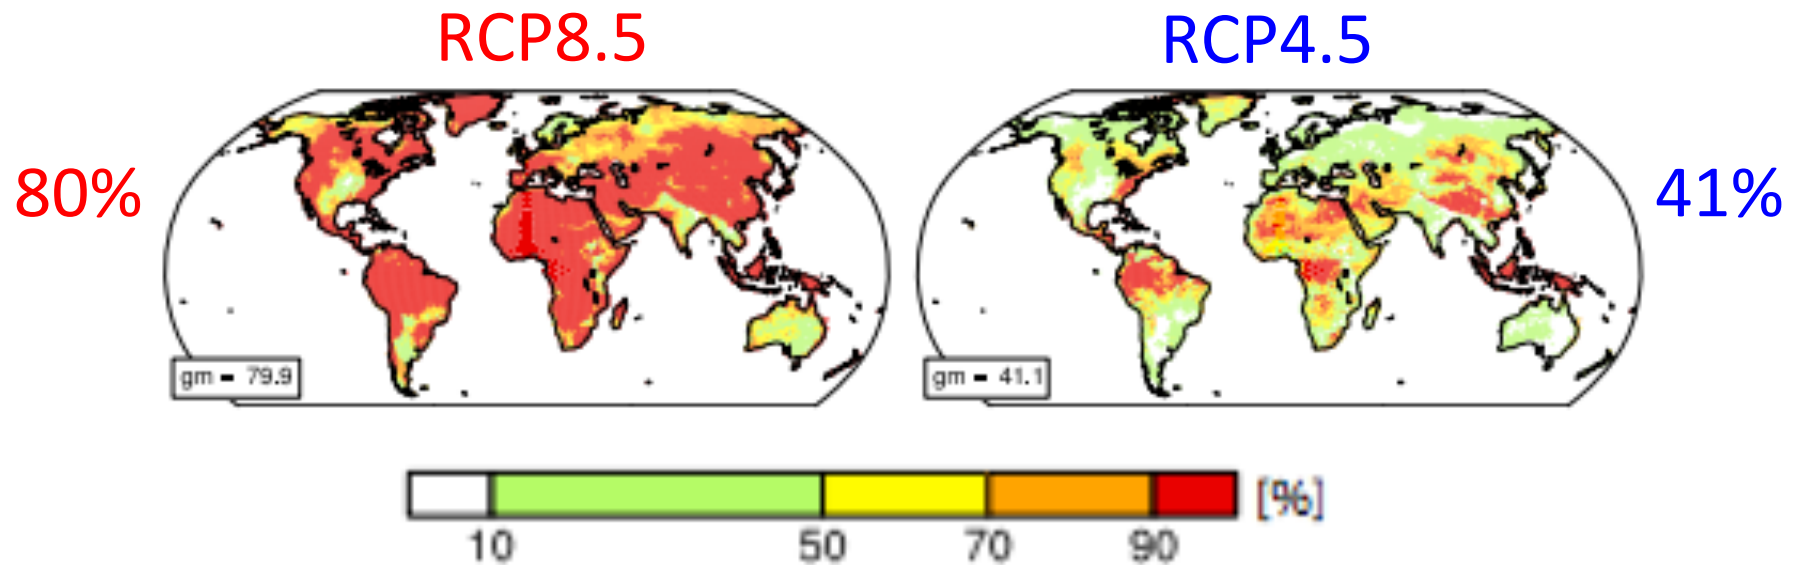 RCP8.5
RCP4.5
80%
41%
gm = 79.9
gm = 41.1
[%]
10 50 70 90